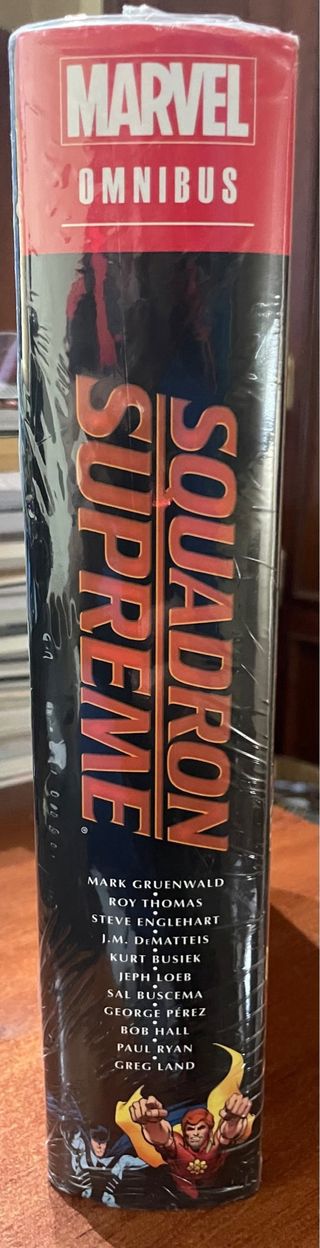 MARVEL
OMNIBUS
SQUADRON
SUPREME®
MARK GRUENWALD
•
ROY THOMAS
•
STEVE ENGLEHART
•
J.M. DEMATTEIS
•
KURT BUSIEK
•
JEPH LOEB
•
SAL BUSCEMA
•
GEORGE PÉREZ
•
BOB HALL
•
PAUL RYAN
•
GREG LAND